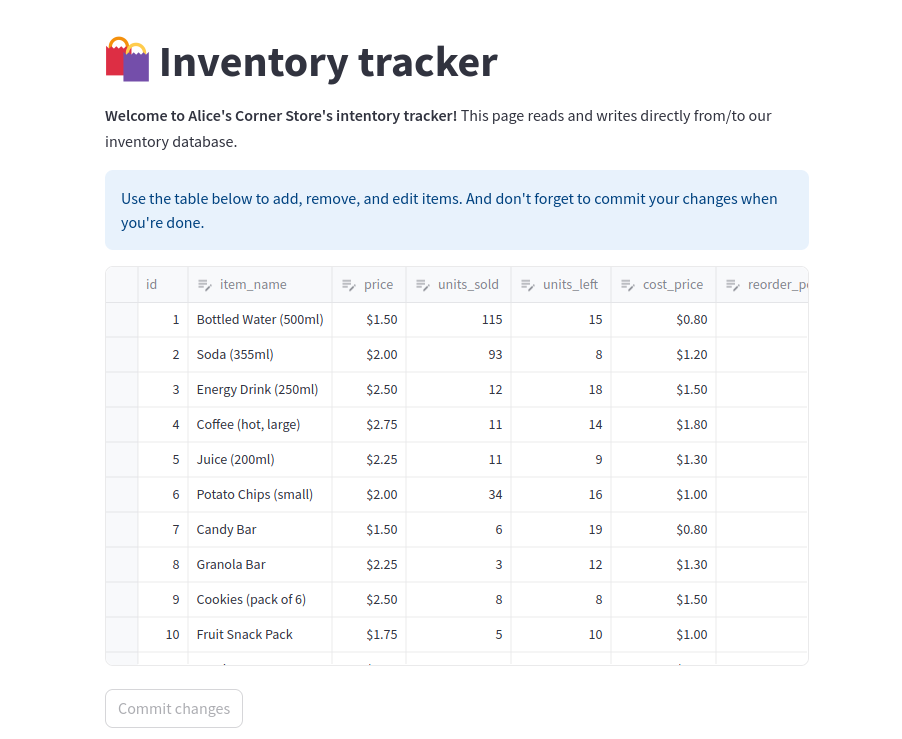 Inventory tracker
Welcome to Alice's Corner Store's intentory tracker! This page reads and writes directly from/to our
inventory database.
Use the table below to add, remove, and edit items. And don't forget to commit your changes when
you're done.
id item_name price units_sold units_left cost_price
1 Bottled Water (500ml) $1.50 115 15 $0.80
2 Soda (355ml) $2.00 93 8 $1.20
3 Energy Drink (250ml) $2.50 12 18 $1.50
4 Coffee (hot, large) $2.75 11 14 $1.80
5 Juice (200ml) $2.25 11 9 $1.30
6 Potato Chips (small) $2.00 34 16 $1.00
7 Candy Bar $1.50 6 19 $0.80
8 Granola Bar $2.25 3 12 $1.30
9 Cookies (pack of 6) $2.50 8 8 $1.50
10 Fruit Snack Pack $1.75 5 10 $1.00
Commit changes